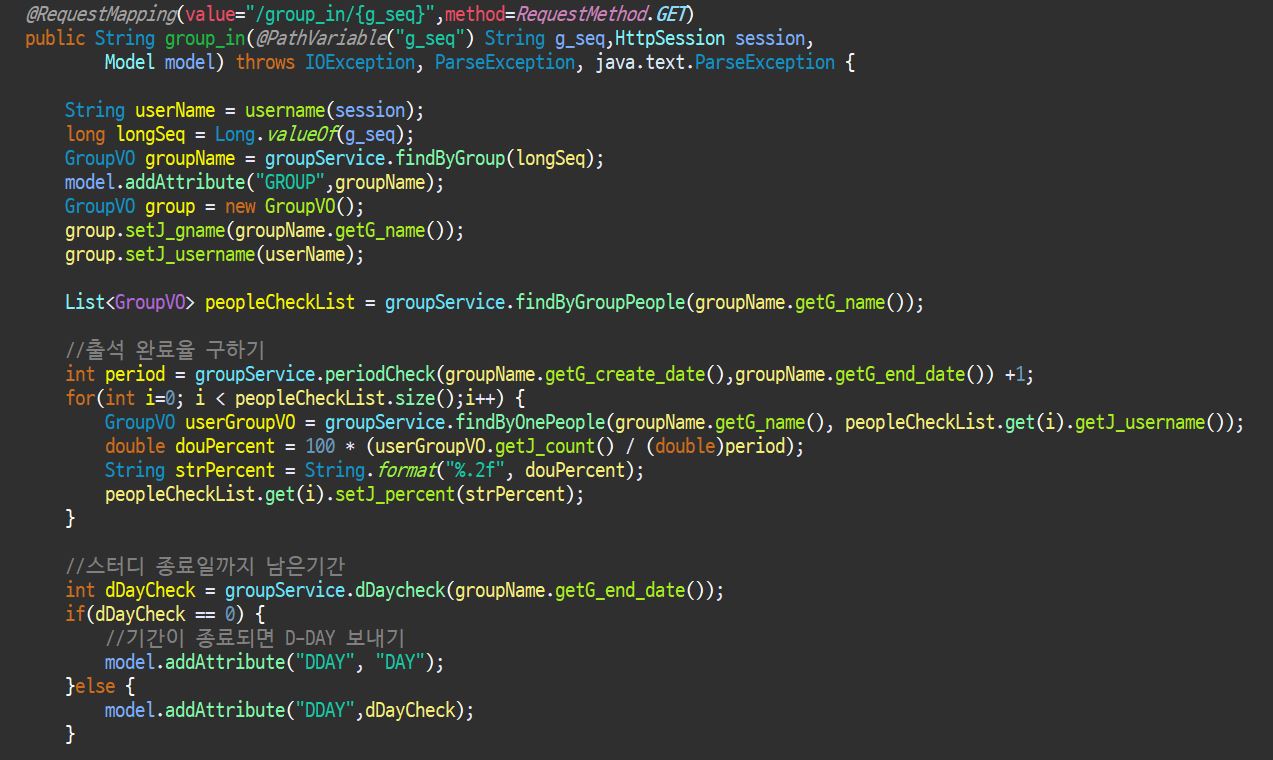 @RequestMapping(value="/group_in/{g_seq}",method=RequestMethod.GET)
public String group_in(@PathVariable("g_seq") String g_seq,HttpSession session,
Model model) throws IOException, ParseException, java.text.ParseException {
String userName = username(session);
long longSeq = Long.valueOf(g_seq);
GroupVO groupName = groupService.findByGroup(longSeq);
model.addAttribute("GROUP",groupName);
GroupVO group = new GroupVO();
group.setJ_gname(groupName.getG_name());
group.setJ_username(userName);
List<GroupVO> peopleCheckList = groupService.findByGroupPeople(groupName.getG_name());
//출석 완료율 구하기
int period = groupService.periodCheck(groupName.getG_create_date(),groupName.getG_end_date()) +1;
for(int i=0; i < peopleCheckList.size();i++) {
GroupVO userGroupVO = groupService.findByOnePeople(groupName.getG_name(), peopleCheckList.get(i).getJ_username());
double douPercent = 100 * (userGroupVO.getJ_count() / (double)period);
String strPercent = String.format("%.2f", douPercent);
peopleCheckList.get(i).setJ_percent(strPercent);
}
//스터디 종료일까지 남은기간
int dDayCheck = groupService.dDaycheck(groupName.getG_end_date());
if(dDayCheck == 0) {
//기간이 종료되면 D-DAY 보내기
model.addAttribute("DDAY", "DAY");
}else {
model.addAttribute("DDAY",dDayCheck);
}